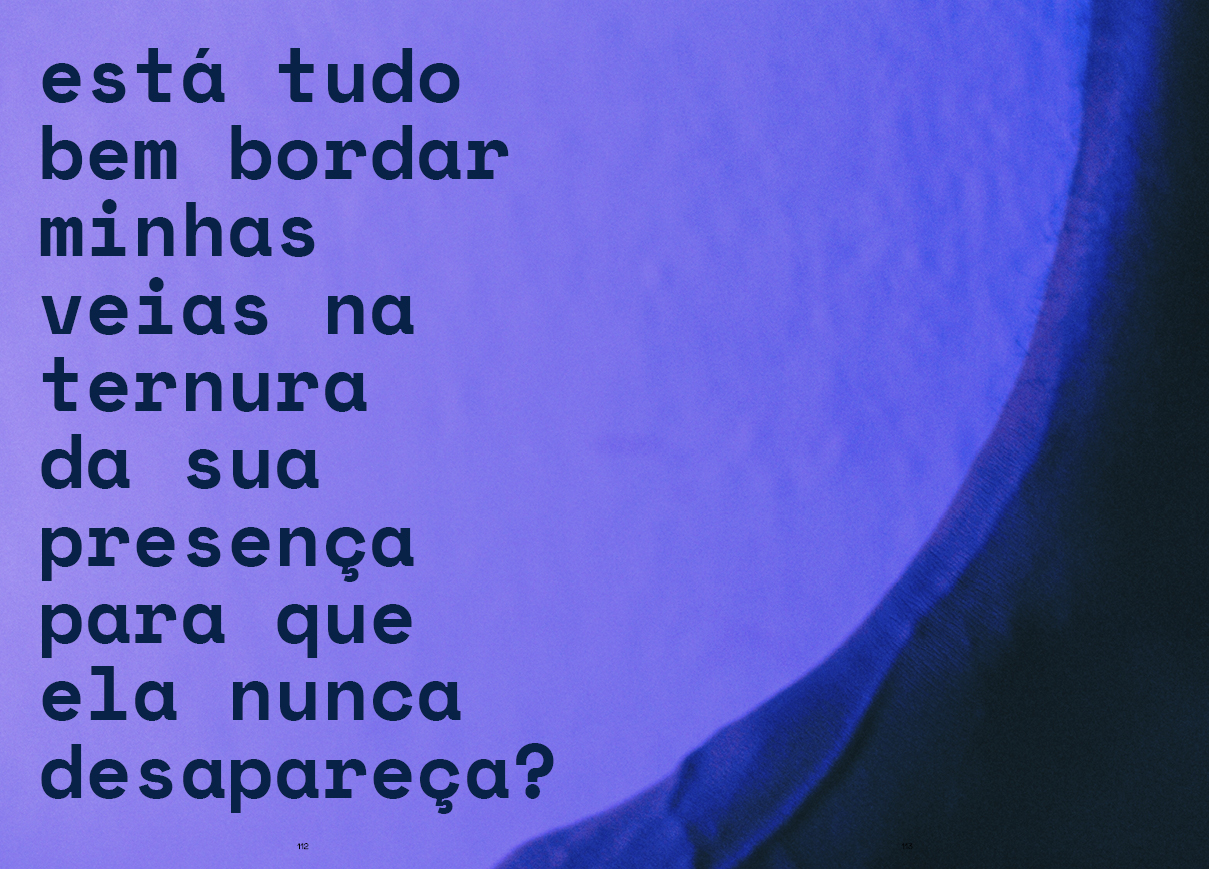 está tudo
bem bordar
minhas
veias na
ternura
da sua
presença
para que
ela nunca
desapareça?
112
113